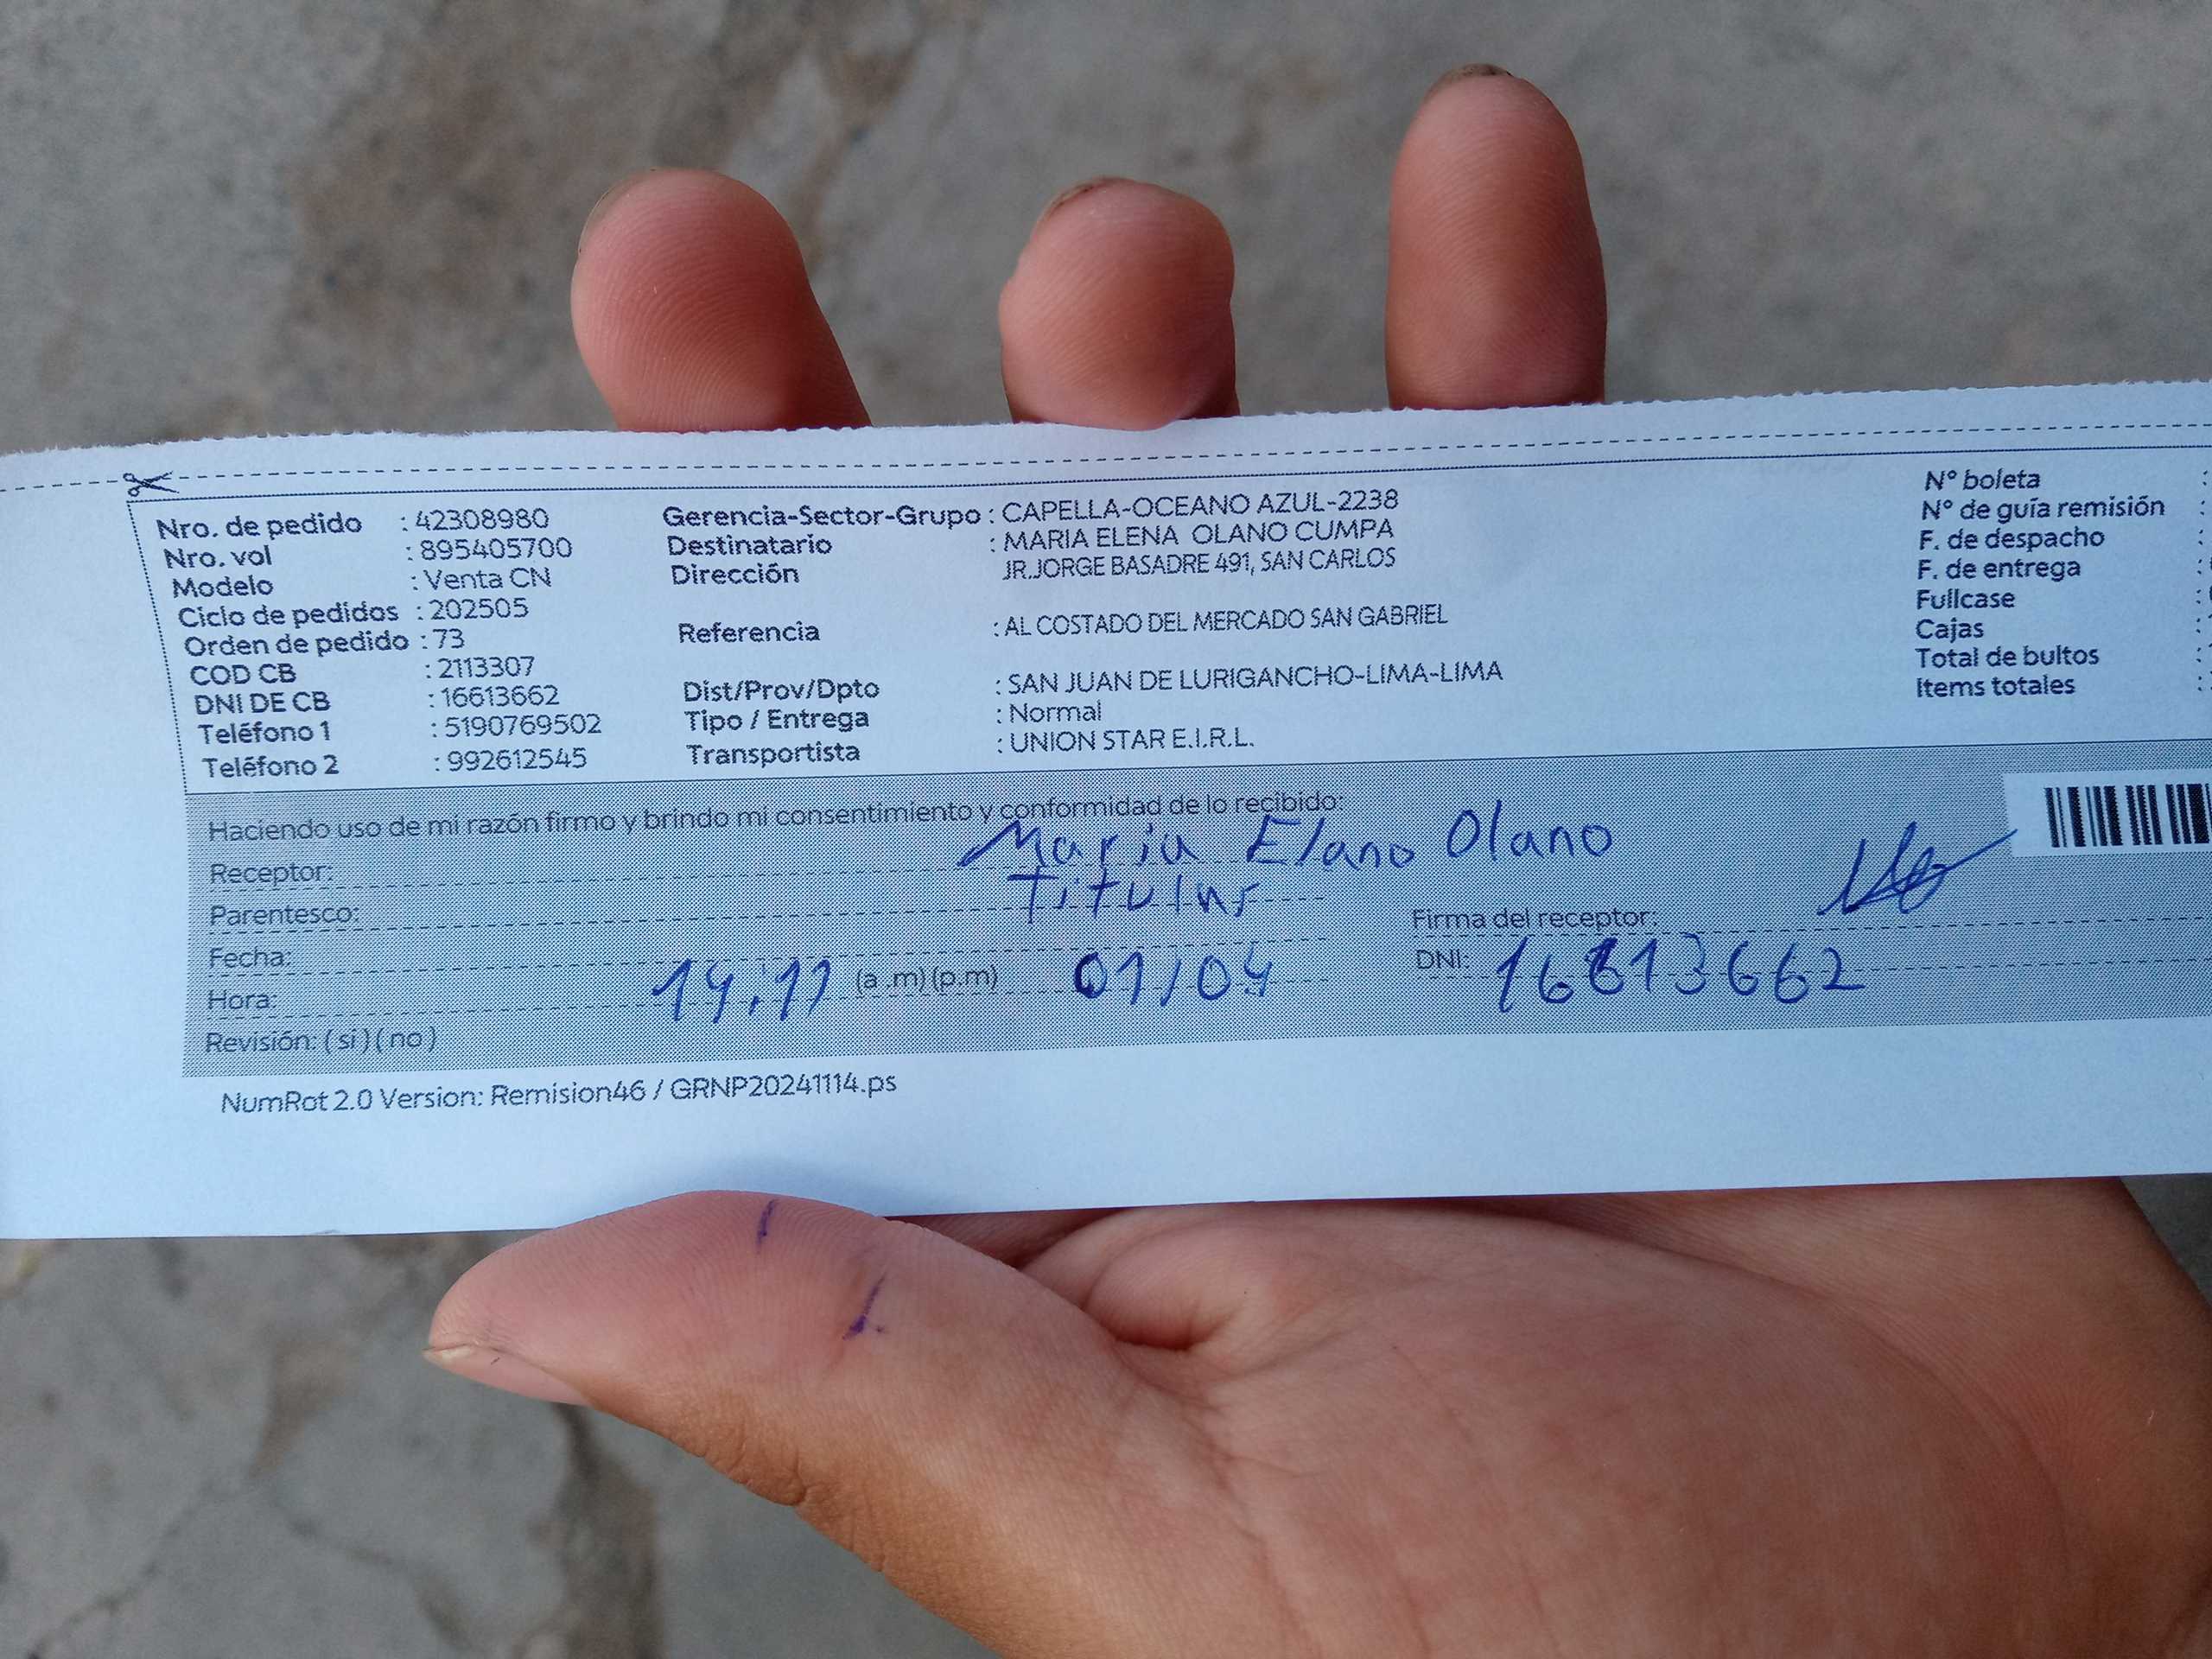 Nro. de pedido : 42308980
Nro. vol : 895405700
Modelo : Venta CN
Ciclo de pedidos : 202505
Orden de pedido : 73
COD CB : 2113307
DNI DE CB : 16613662
Teléfono 1 : 5190769502
Teléfono 2 : 992612545
Gerencia-Sector-Grupo : CAPELLA-OCEANO AZUL-2238
Destinatario : MARIA ELENA OLANO CUMPA
Dirección JR.JORGE BASADRE 491, SAN CARLOS
Referencia : AL COSTADO DEL MERCADO SAN GABRIEL
Dist/Prov/Dpto : SAN JUAN DE LURIGANCHO-LIMA-LIMA
Tipo / Entrega : Normal
Transportista : UNION STAR E.I.R.L.
N° boleta :
N° de guía remisión :
F. de despacho :
F. de entrega :
Fullcase :
Cajas :
Total de bultos :
Items totales :
Haciendo uso de mi razón firmo y brindo mi consentimiento y conformidad de lo recibido:
Receptor: Maria Elano Olano
Parentesco: Titular
Firma del receptor:
Fecha:
Hora: 14:11 (a .m) (p.m) 01/04
DNI: 16613662
Revisión: ( si ) ( no )
NumRot 2.0 Version: Remision46 / GRNP20241114.ps